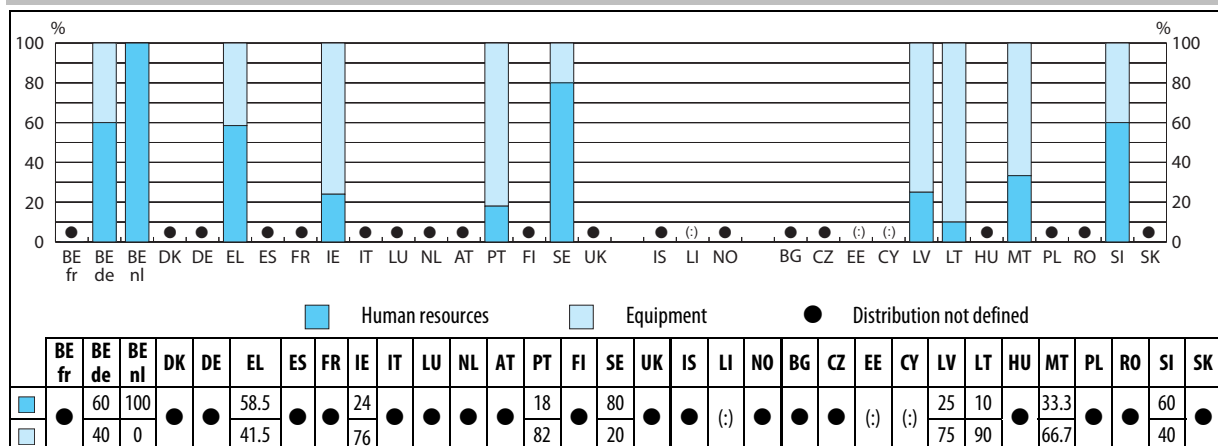 % %
100 100
80 80
60 60
40 40
20 20
0 (:) (:) (:) 0
BE fr BE de BE nl DK DE EL ES FR IE IT LU NL AT PT FI SE UK IS LI NO BG CZ EE CY LV LT HU MT PL RO SI SK
Human resources Equipment Distribution not defined
BE fr BE de BE nl DK DE EL ES FR IE IT LU NL AT PT FI SE UK IS LI NO BG CZ EE CY LV LT HU MT PL RO SI SK
60 100 58.5 24 18 80 25 10 33.3 60
(:) (:) (:)
40 0 41.5 76 82 20 75 90 66.7 40